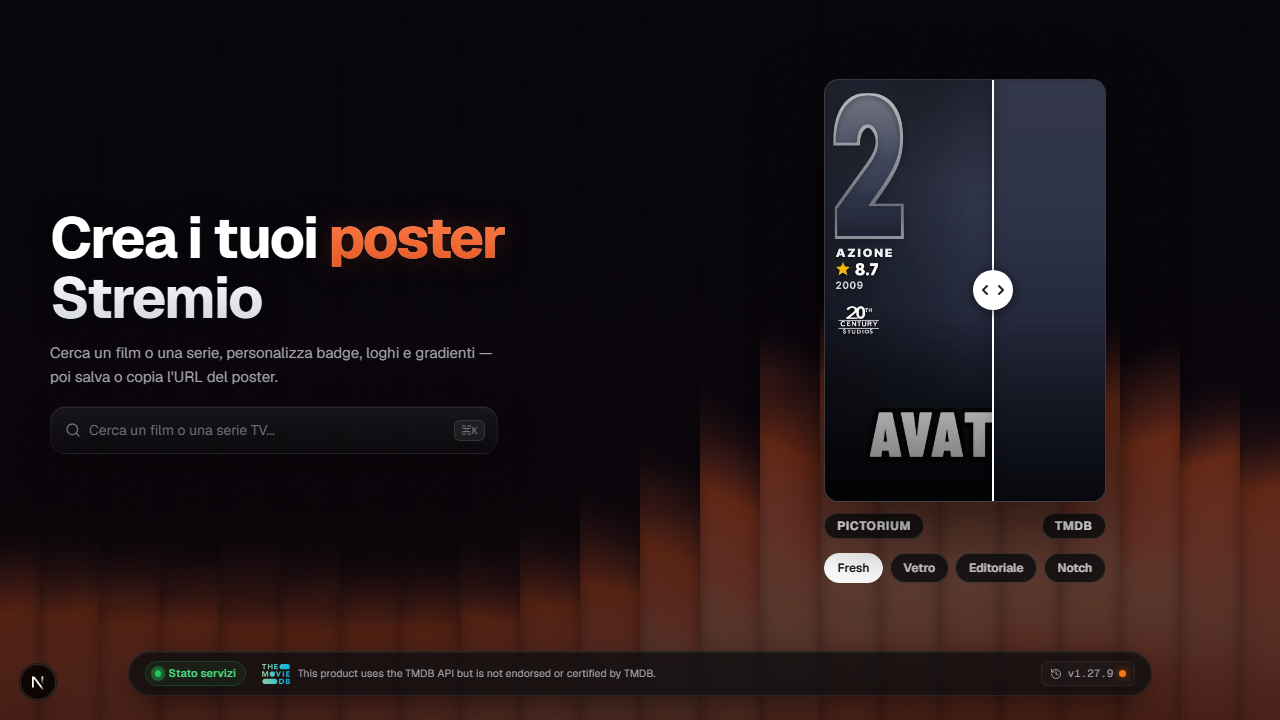 Crea i tuoi poster
Stremio
Cerca un film o una serie, personalizza badge, loghi e gradienti —
poi salva o copia l'URL del poster.
Cerca un film o una serie TV...
⌘K
2
AZIONE
8.7
2009
20TH
CENTURY
STUDIOS
AVAT
PICTORIUM
TMDB
Fresh
Vetro
Editoriale
Notch
N
Stato servizi
THE
MOVIE
DB
This product uses the TMDB API but is not endorsed or certified by TMDB.
v1.27.9